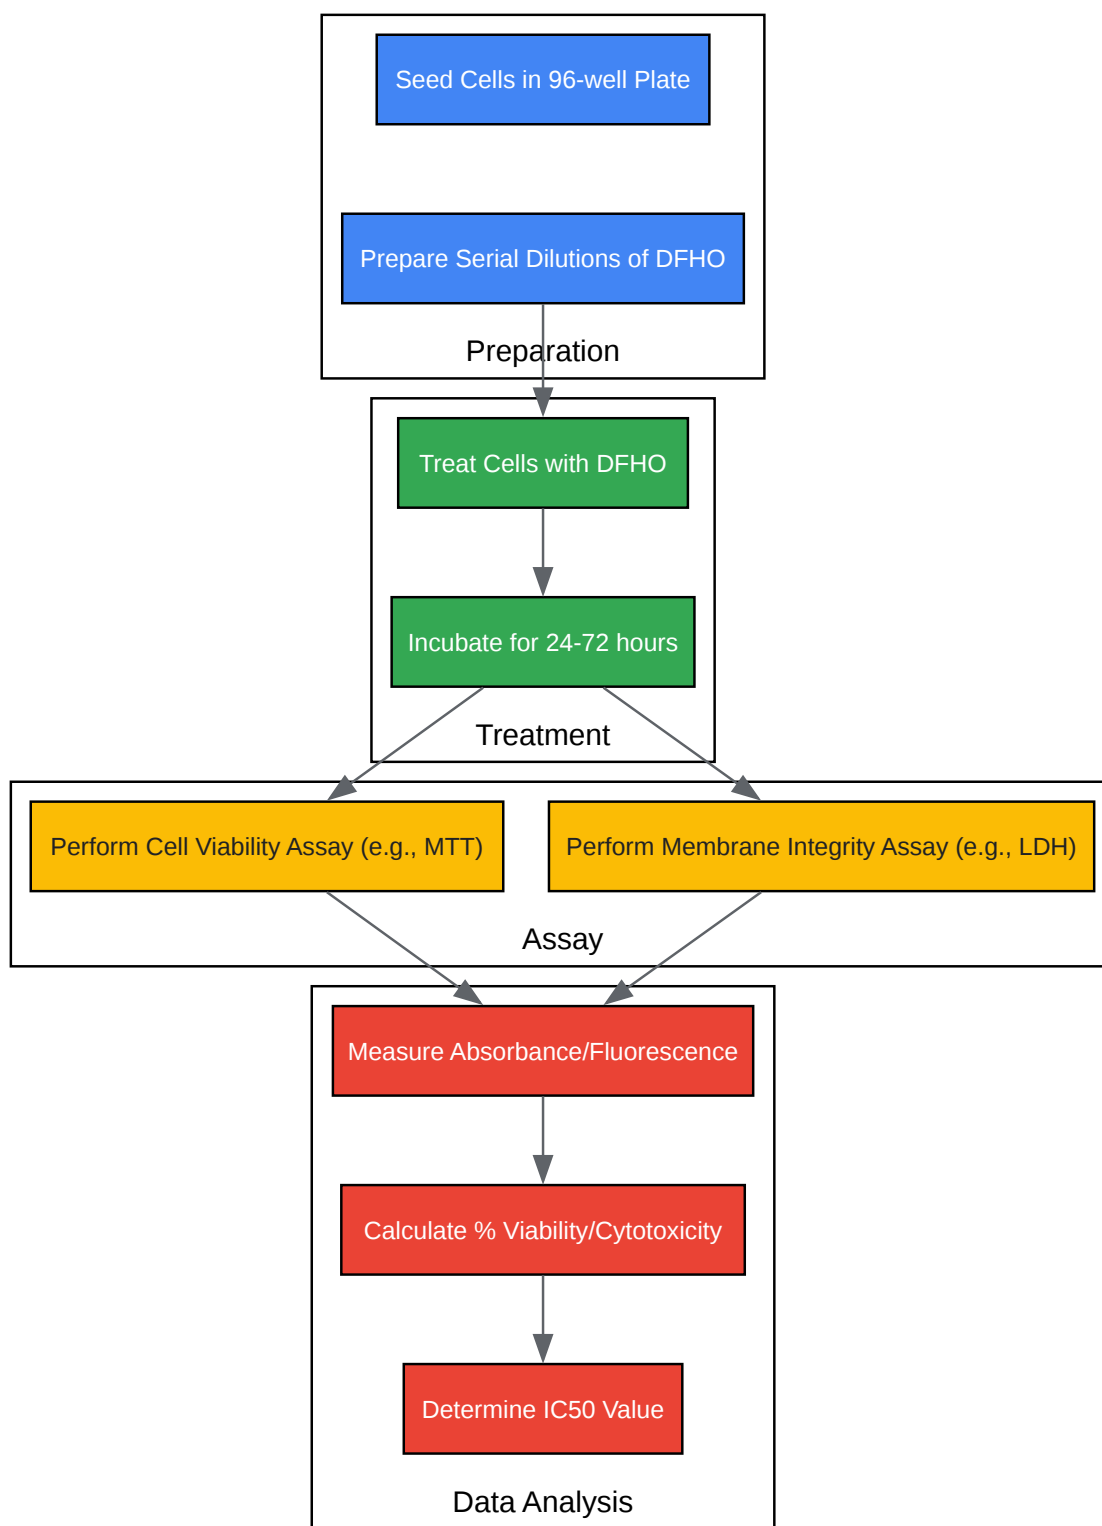 Seed Cells in 96-well Plate
Prepare Serial Dilutions of DFHO
Preparation
Treat Cells with DFHO
Incubate for 24-72 hours
Treatment
Perform Cell Viability Assay (e.g., MTT)
Perform Membrane Integrity Assay (e.g., LDH)
Assay
Measure Absorbance/Fluorescence
Calculate % Viability/Cytotoxicity
Determine IC50 Value
Data Analysis